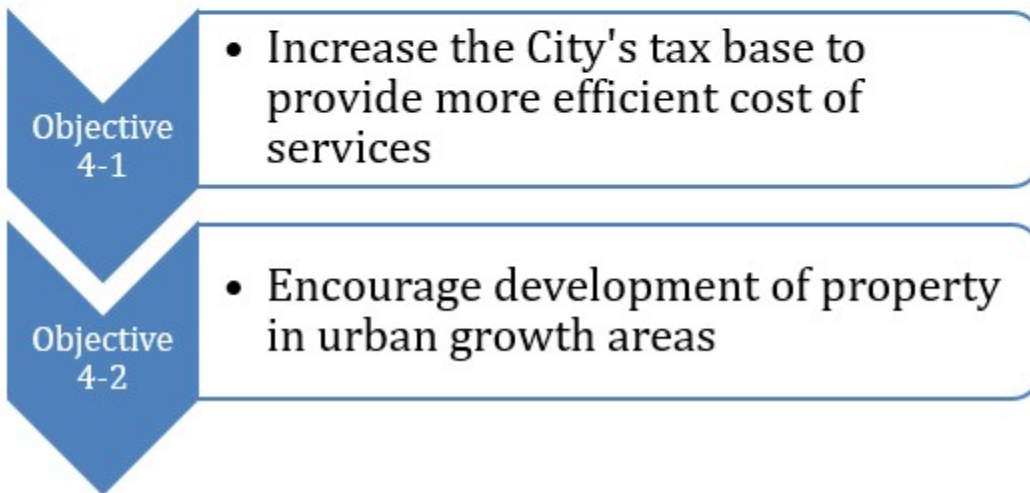 Objective
4-1
• Increase the City's tax base to
provide more efficient cost of
services
Objective
4-2
• Encourage development of property
in urban growth areas